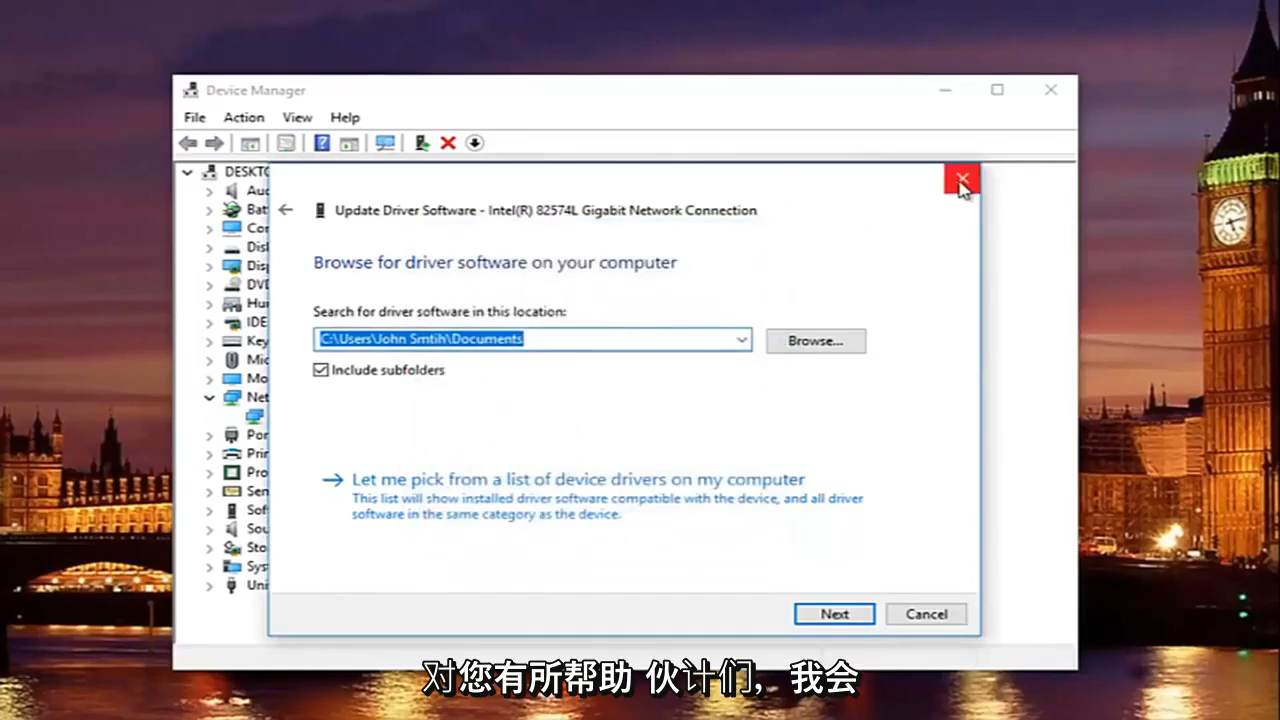 Device Manager
File Action View Help
DESKTO
Aud
Bat
Cor
Disl
Disp
DVD
Hur
IDE
Key
Mic
Mo
Net
Por
Prin
Pro
Sen
Sof
Sou
Sto
Sys
Uni
Update Driver Software - Intel(R) 82574L Gigabit Network Connection
Browse for driver software on your computer
Search for driver software in this location:
C:\Users\John Smtih\Documents
Browse...
Include subfolders
Let me pick from a list of device drivers on my computer
This list will show installed driver software compatible with the device, and all driver
software in the same category as the device.
Next Cancel
对您有所帮助 伙计们，我会